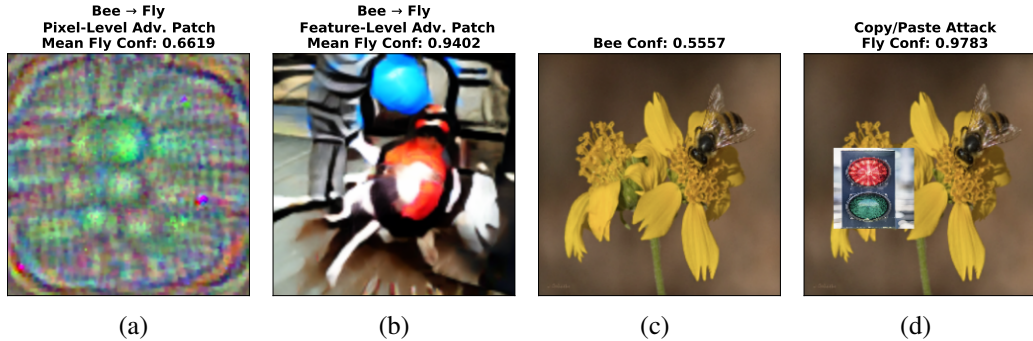 Bee → Fly
Pixel-Level Adv. Patch
Mean Fly Conf: 0.6619
Bee → Fly
Feature-Level Adv. Patch
Mean Fly Conf: 0.9402
Bee Conf: 0.5557
Copy/Paste Attack
Fly Conf: 0.9783
(a)
(b)
(c)
(d)